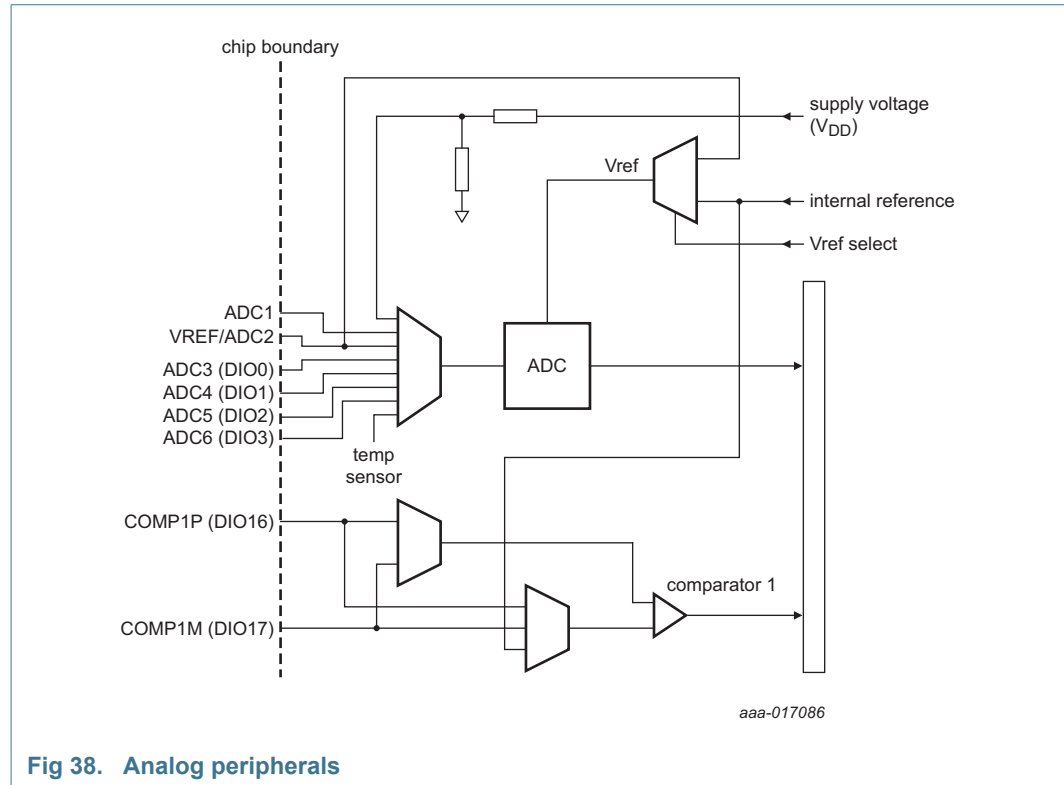 chip boundary
supply voltage
(VDD)
Vref
internal reference
Vref select
ADC1
VREF/ADC2
ADC3 (DIO0)
ADC4 (DIO1)
ADC5 (DIO2)
ADC6 (DIO3)
ADC
temp
sensor
COMP1P (DIO16)
comparator 1
COMP1M (DIO17)
aaa-017086
Fig 38. Analog peripherals